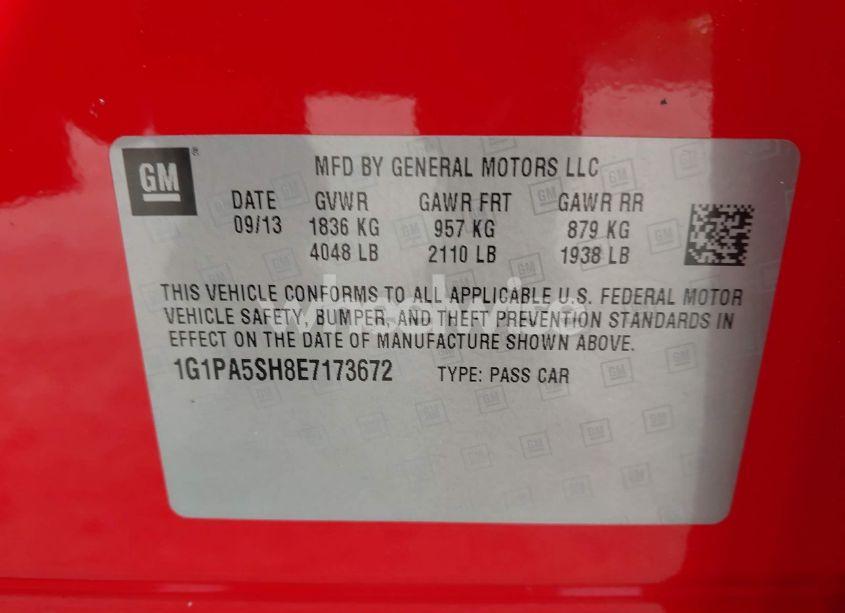 GM
MFD BY GENERAL MOTORS LLC
DATE GVWR GAWR FRT GAWR RR
09/13 1836 KG 957 KG 879 KG
4048 LB 2110 LB 1938 LB
THIS VEHICLE CONFORMS TO ALL APPLICABLE U.S. FEDERAL MOTOR
VEHICLE SAFETY, BUMPER, AND THEFT PREVENTION STANDARDS IN
EFFECT ON THE DATE OF MANUFACTURE SHOWN ABOVE.
1G1PA5SH8E7173672 TYPE: PASS CAR